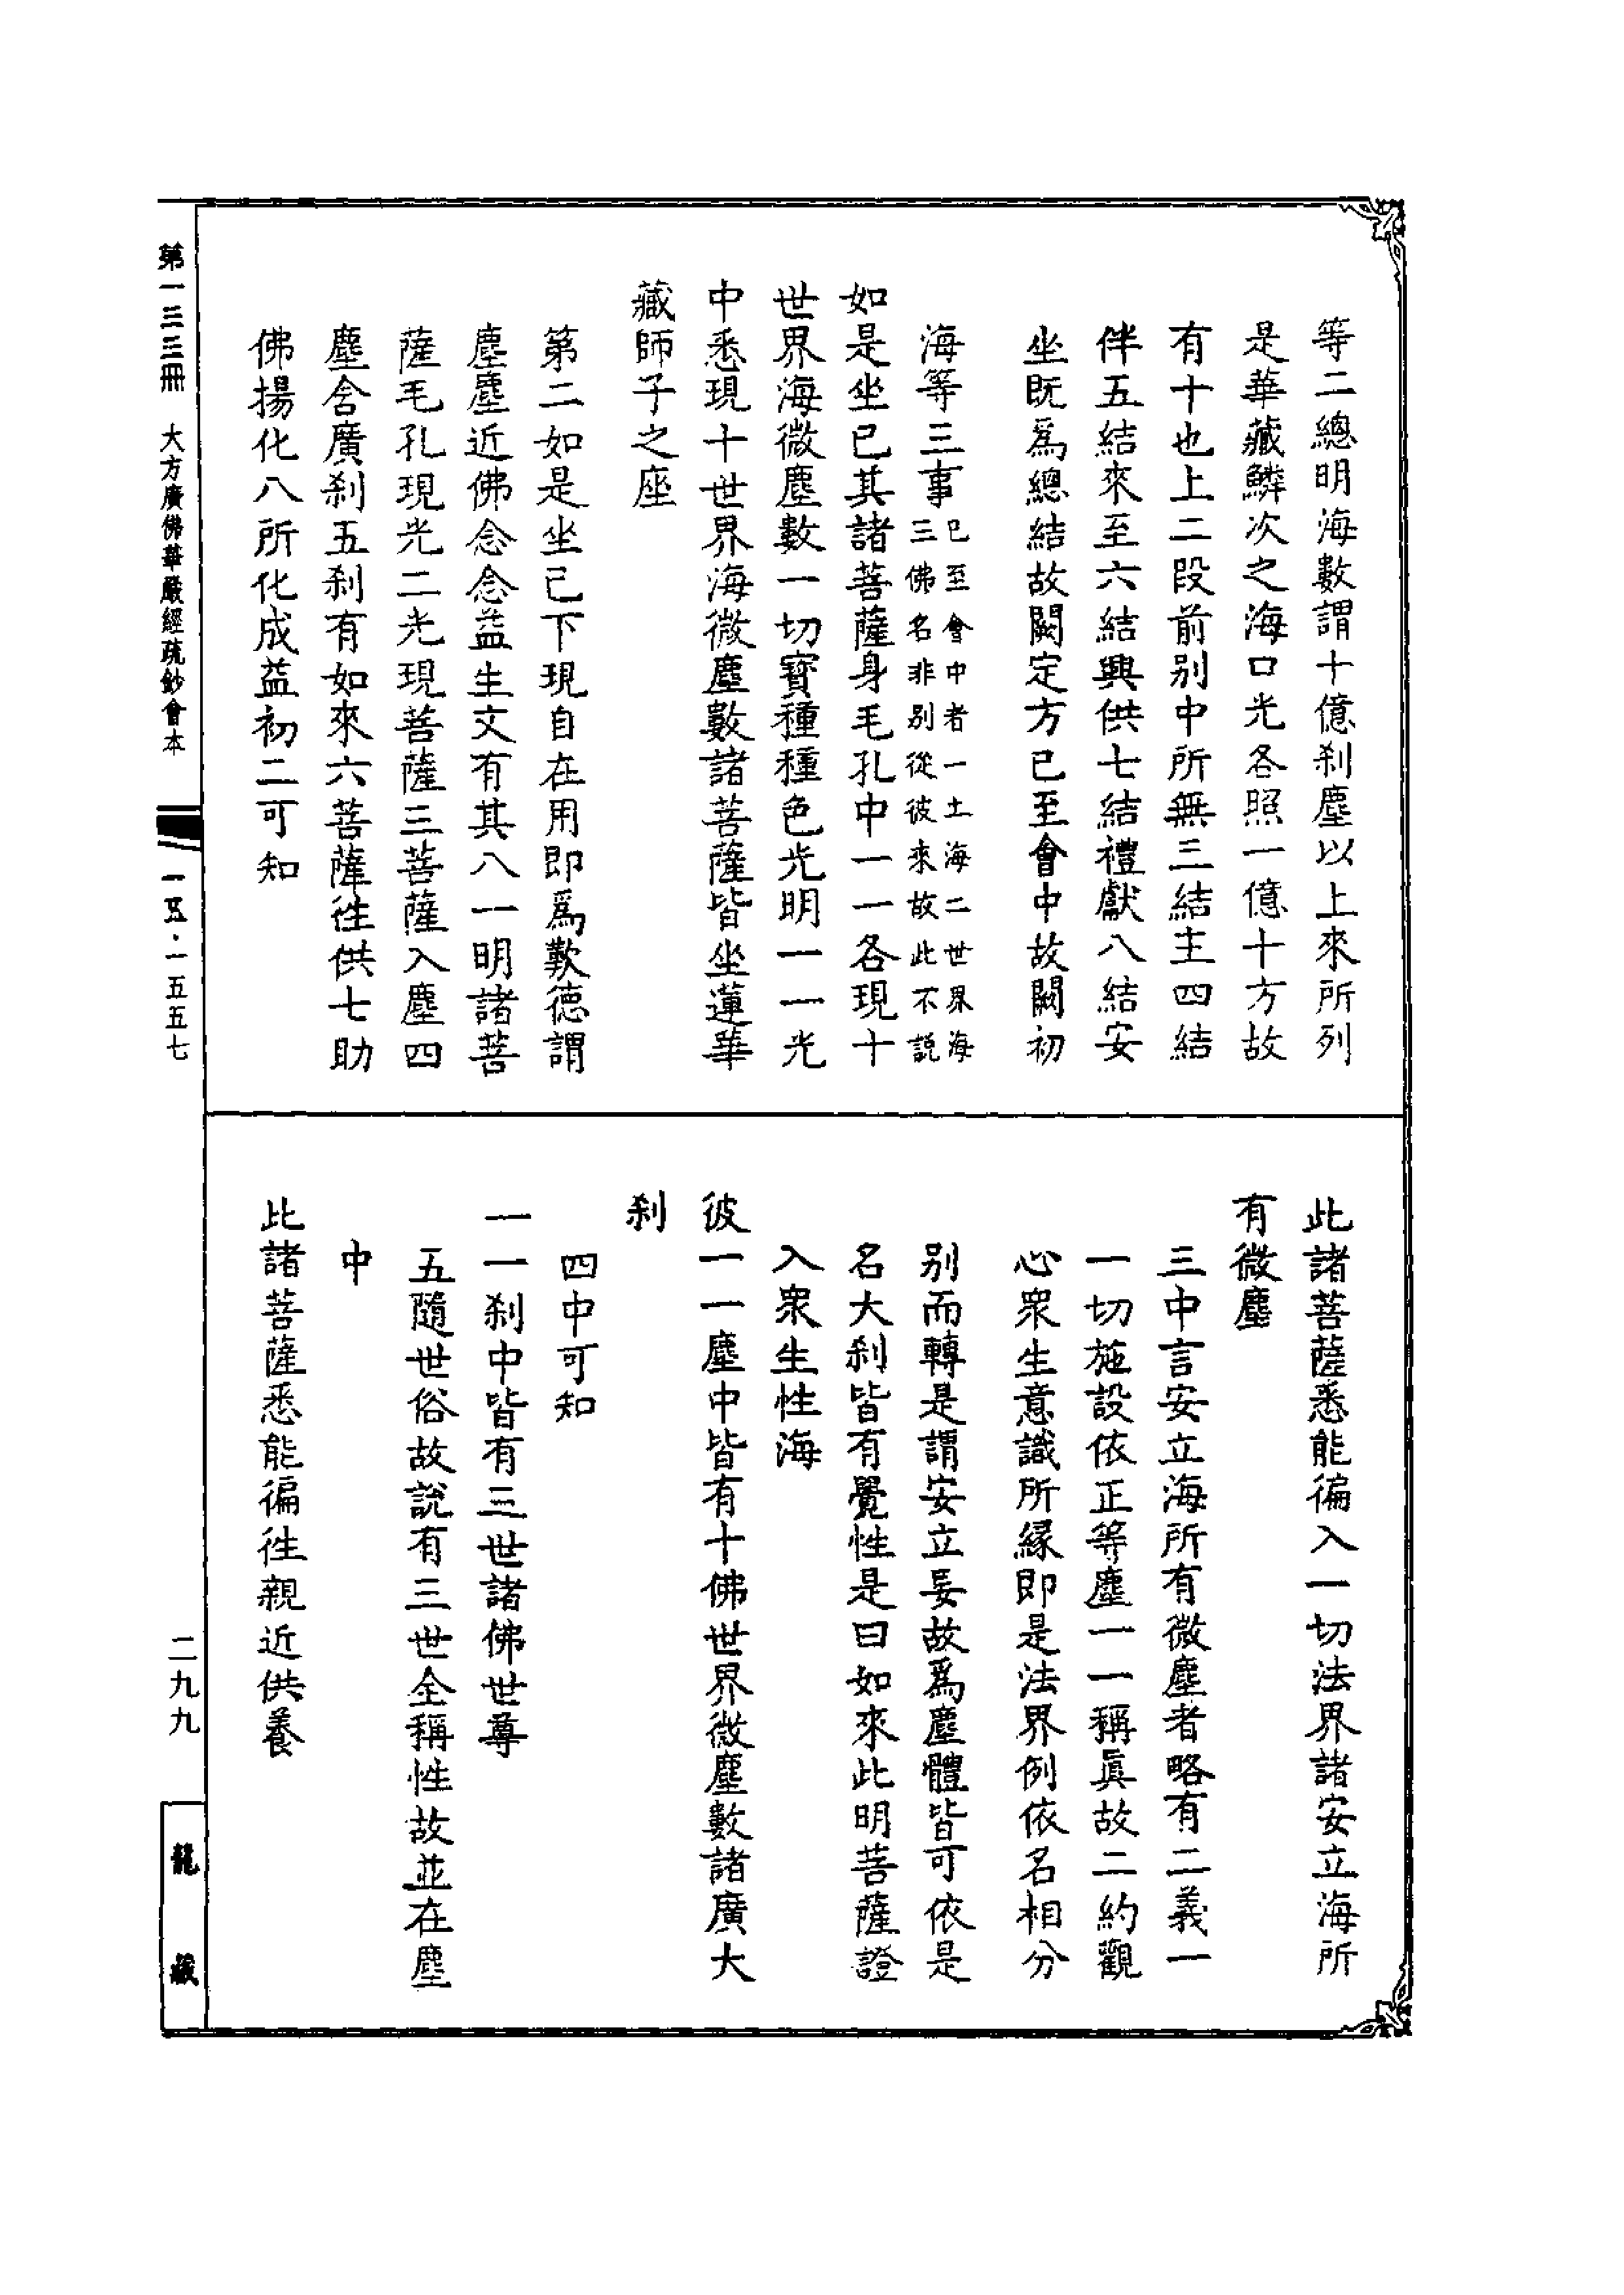 等二總明海數謂十億刹塵以上來所列
是華藏鱗次之海口光各照一億十方故
有十也上二段前别中所無三結主四結
伴五結來至六結興供七結禮獻八結安
坐既爲總結故闕定方已至會中故闕初
海等三事
已至會中者一土海二世界海
三佛名非别從彼來故此不説
如是坐已其諸菩薩身毛孔中一一各現十
世界海微塵數一切寳種種色光明一一光
中悉現十世界海微塵數諸菩薩皆坐蓮華
藏師子之座
第二如是坐已下現自在用即爲歎德謂
塵塵近佛念念益生文有其八一明諸菩
薩毛孔現光二光現菩薩三菩薩入塵四
塵含廣刹五刹有如來六菩薩徃供七助
佛揚化八所化成益初二可知
此諸菩薩悉能徧入一切法界諸安立海所
有微塵
三中言安立海所有微塵者略有二義一
一切施設依正等塵一一稱眞故二約觀
心衆生意識所緣即是法界例依名相分
别而轉是謂安立妄故爲塵體皆可依是
名大刹皆有覺性是曰如來此明菩薩證
入衆生性海
彼一一塵中皆有十佛世界微塵數諸廣大
刹
四中可知
一一刹中皆有三世諸佛世尊
五隨世俗故説有三世全稱性故並在塵
中
此諸菩薩悉能徧徃親近供養
第一三三冊 大方廣佛華嚴經疏鈔會本 一五·一五五七
二九九
龍藏